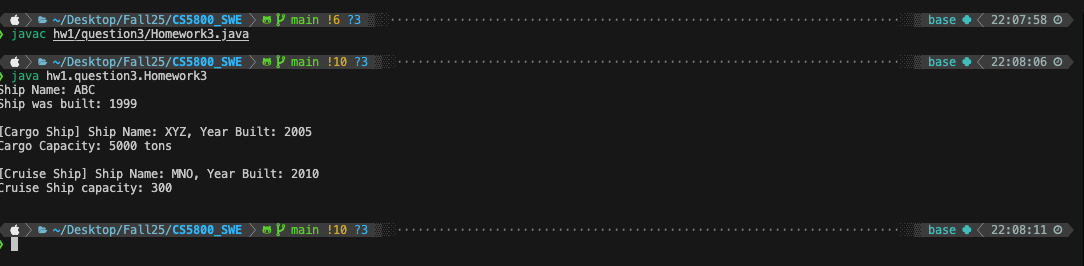 ~/Desktop/Fall25/CS5800_SWE main !6 ?3 base 22:07:58
❯ javac hw1/question3/Homework3.java
~/Desktop/Fall25/CS5800_SWE main !10 ?3 base 22:08:06
❯ java hw1.question3.Homework3
Ship Name: ABC
Ship was built: 1999
[Cargo Ship] Ship Name: XYZ, Year Built: 2005
Cargo Capacity: 5000 tons
[Cruise Ship] Ship Name: MNO, Year Built: 2010
Cruise Ship capacity: 300
~/Desktop/Fall25/CS5800_SWE main !10 ?3 base 22:08:11
❯